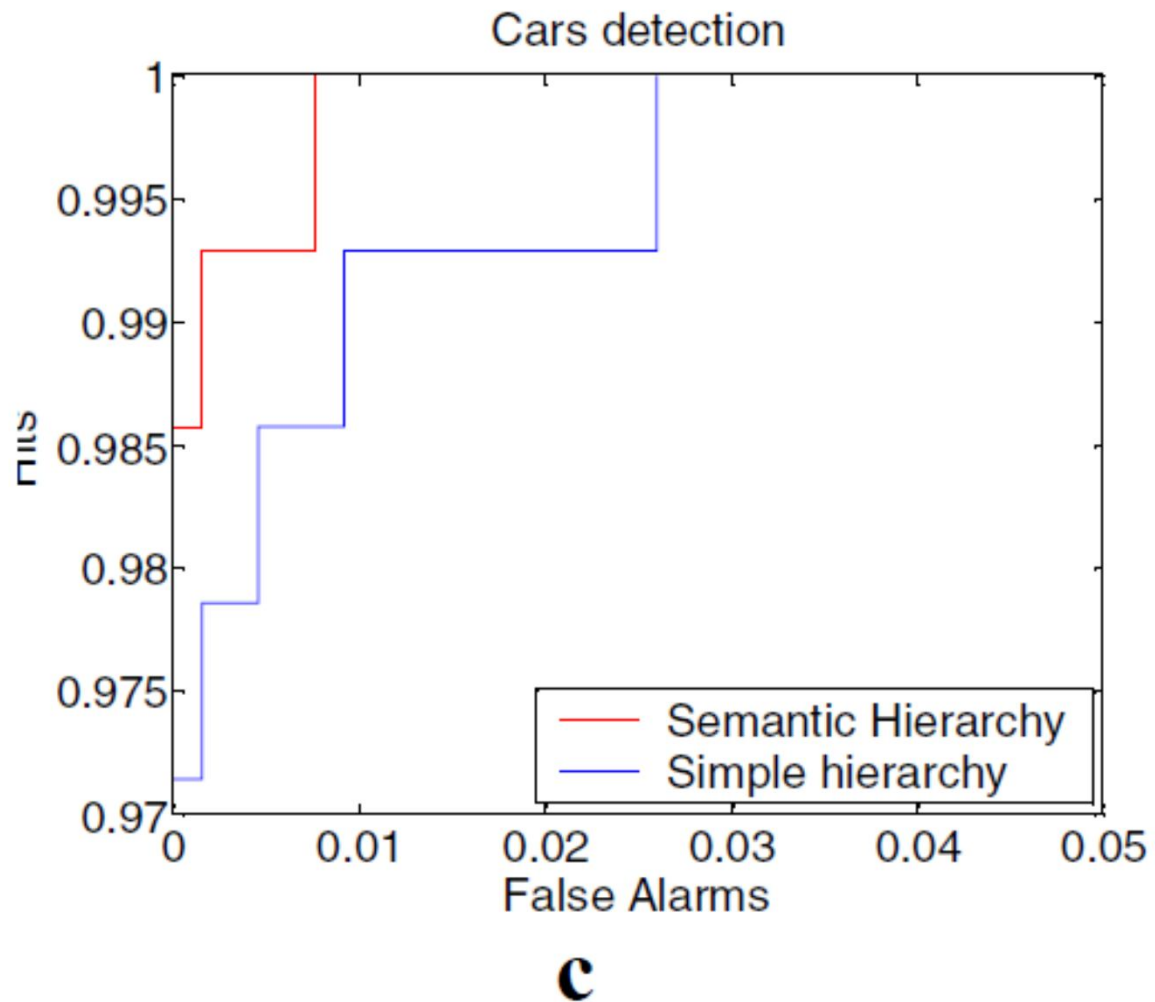 Cars detection
1
0.995
0.99
Hits
0.985
0.98
0.975
0.97
Semantic Hierarchy
Simple hierarchy
0 0.01 0.02 0.03 0.04 0.05
False Alarms
c